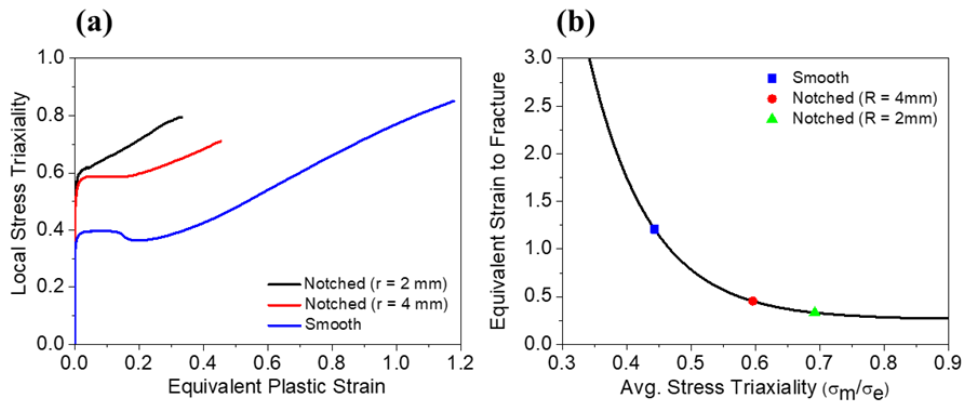 (a)
1.0
0.8
0.6
0.4
0.2
0.0
Local Stress Triaxiality
0.0 0.2 0.4 0.6 0.8 1.0 1.2
Equivalent Plastic Strain
Notched (r = 2 mm)
Notched (r = 4 mm)
Smooth
(b)
3.0
2.5
2.0
1.5
1.0
0.5
0.0
Equivalent Strain to Fracture
0.3 0.4 0.5 0.6 0.7 0.8 0.9
Avg. Stress Triaxiality (σm/σe)
Smooth
Notched (R = 4mm)
Notched (R = 2mm)